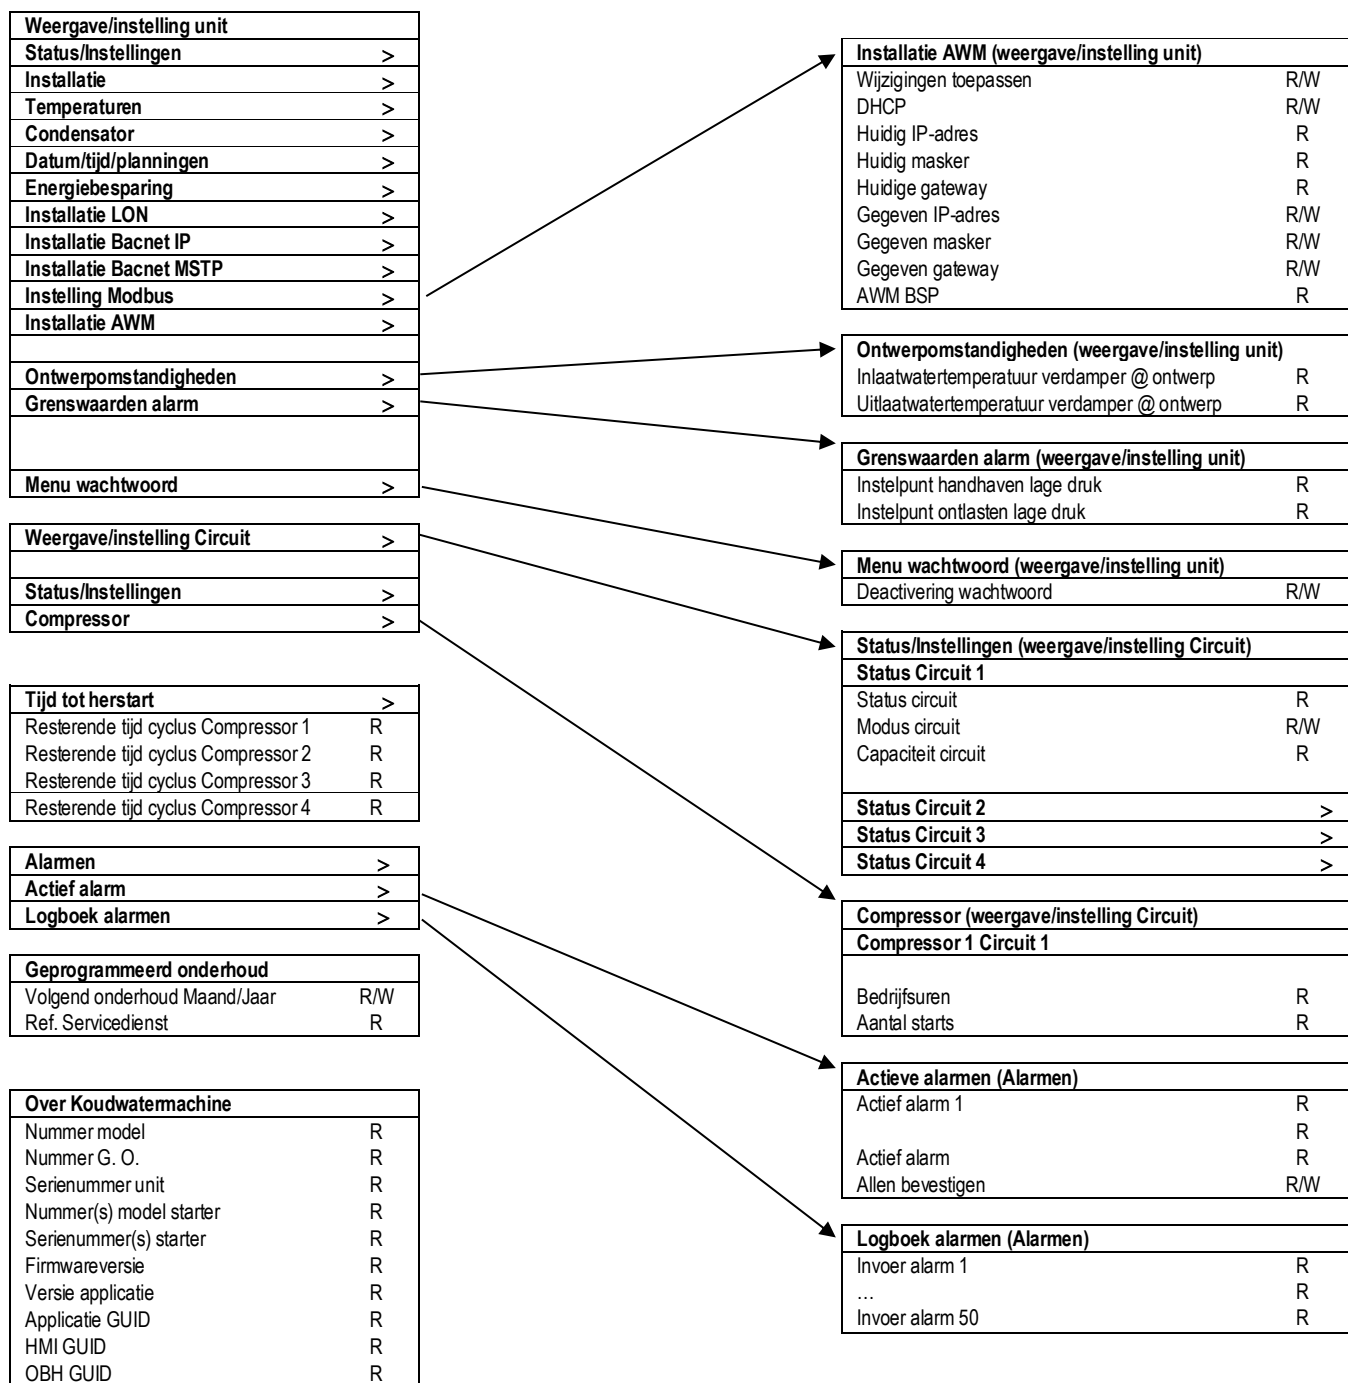 Weergave/instelling unit
Status/Instellingen >
Installatie >
Temperaturen >
Condensator >
Datum/tijd/planningen >
Energiebesparing >
Installatie LON >
Installatie Bacnet IP >
Installatie Bacnet MSTP >
Instelling Modbus >
Installatie AWM >
Ontwerpomstandigheden >
Grenswaarden alarm >
Menu wachtwoord >
Weergave/instelling Circuit >
Status/Instellingen >
Compressor >
Tijd tot herstart >
Resterende tijd cyclus Compressor 1 R
Resterende tijd cyclus Compressor 2 R
Resterende tijd cyclus Compressor 3 R
Resterende tijd cyclus Compressor 4 R
Alarmen >
Actief alarm >
Logboek alarmen >
Geprogrammeerd onderhoud
Volgend onderhoud Maand/Jaar R/W
Ref. Servicedienst R
Over Koudwatermachine
Nummer model R
Nummer G. O. R
Serienummer unit R
Nummer(s) model starter R
Serienummer(s) starter R
Firmwareversie R
Versie applicatie R
Applicatie GUID R
HMI GUID R
OBH GUID R
Installatie AWM (weergave/instelling unit)
Wijzigingen toepassen R/W
DHCP R/W
Huidig IP-adres R
Huidig masker R
Huidige gateway R
Gegeven IP-adres R/W
Gegeven masker R/W
Gegeven gateway R/W
AWM BSP R
Ontwerpomstandigheden (weergave/instelling unit)
Inlaatwatertemperatuur verdamper @ ontwerp R
Uitlaatwatertemperatuur verdamper @ ontwerp R
Grenswaarden alarm (weergave/instelling unit)
Instelpunt handhaven lage druk R
Instelpunt ontlasten lage druk R
Menu wachtwoord (weergave/instelling unit)
Deactivering wachtwoord R/W
Status/Instellingen (weergave/instelling Circuit)
Status Circuit 1
Status circuit R
Modus circuit R/W
Capaciteit circuit R
Status Circuit 2 >
Status Circuit 3 >
Status Circuit 4 >
Compressor (weergave/instelling Circuit)
Compressor 1 Circuit 1
Bedrijfsuren R
Aantal starts R
Actieve alarmen (Alarmen)
Actief alarm 1 R
R
Actief alarm R
Allen bevestigen R/W
Logboek alarmen (Alarmen)
Invoer alarm 1 R
… R
Invoer alarm 50 R